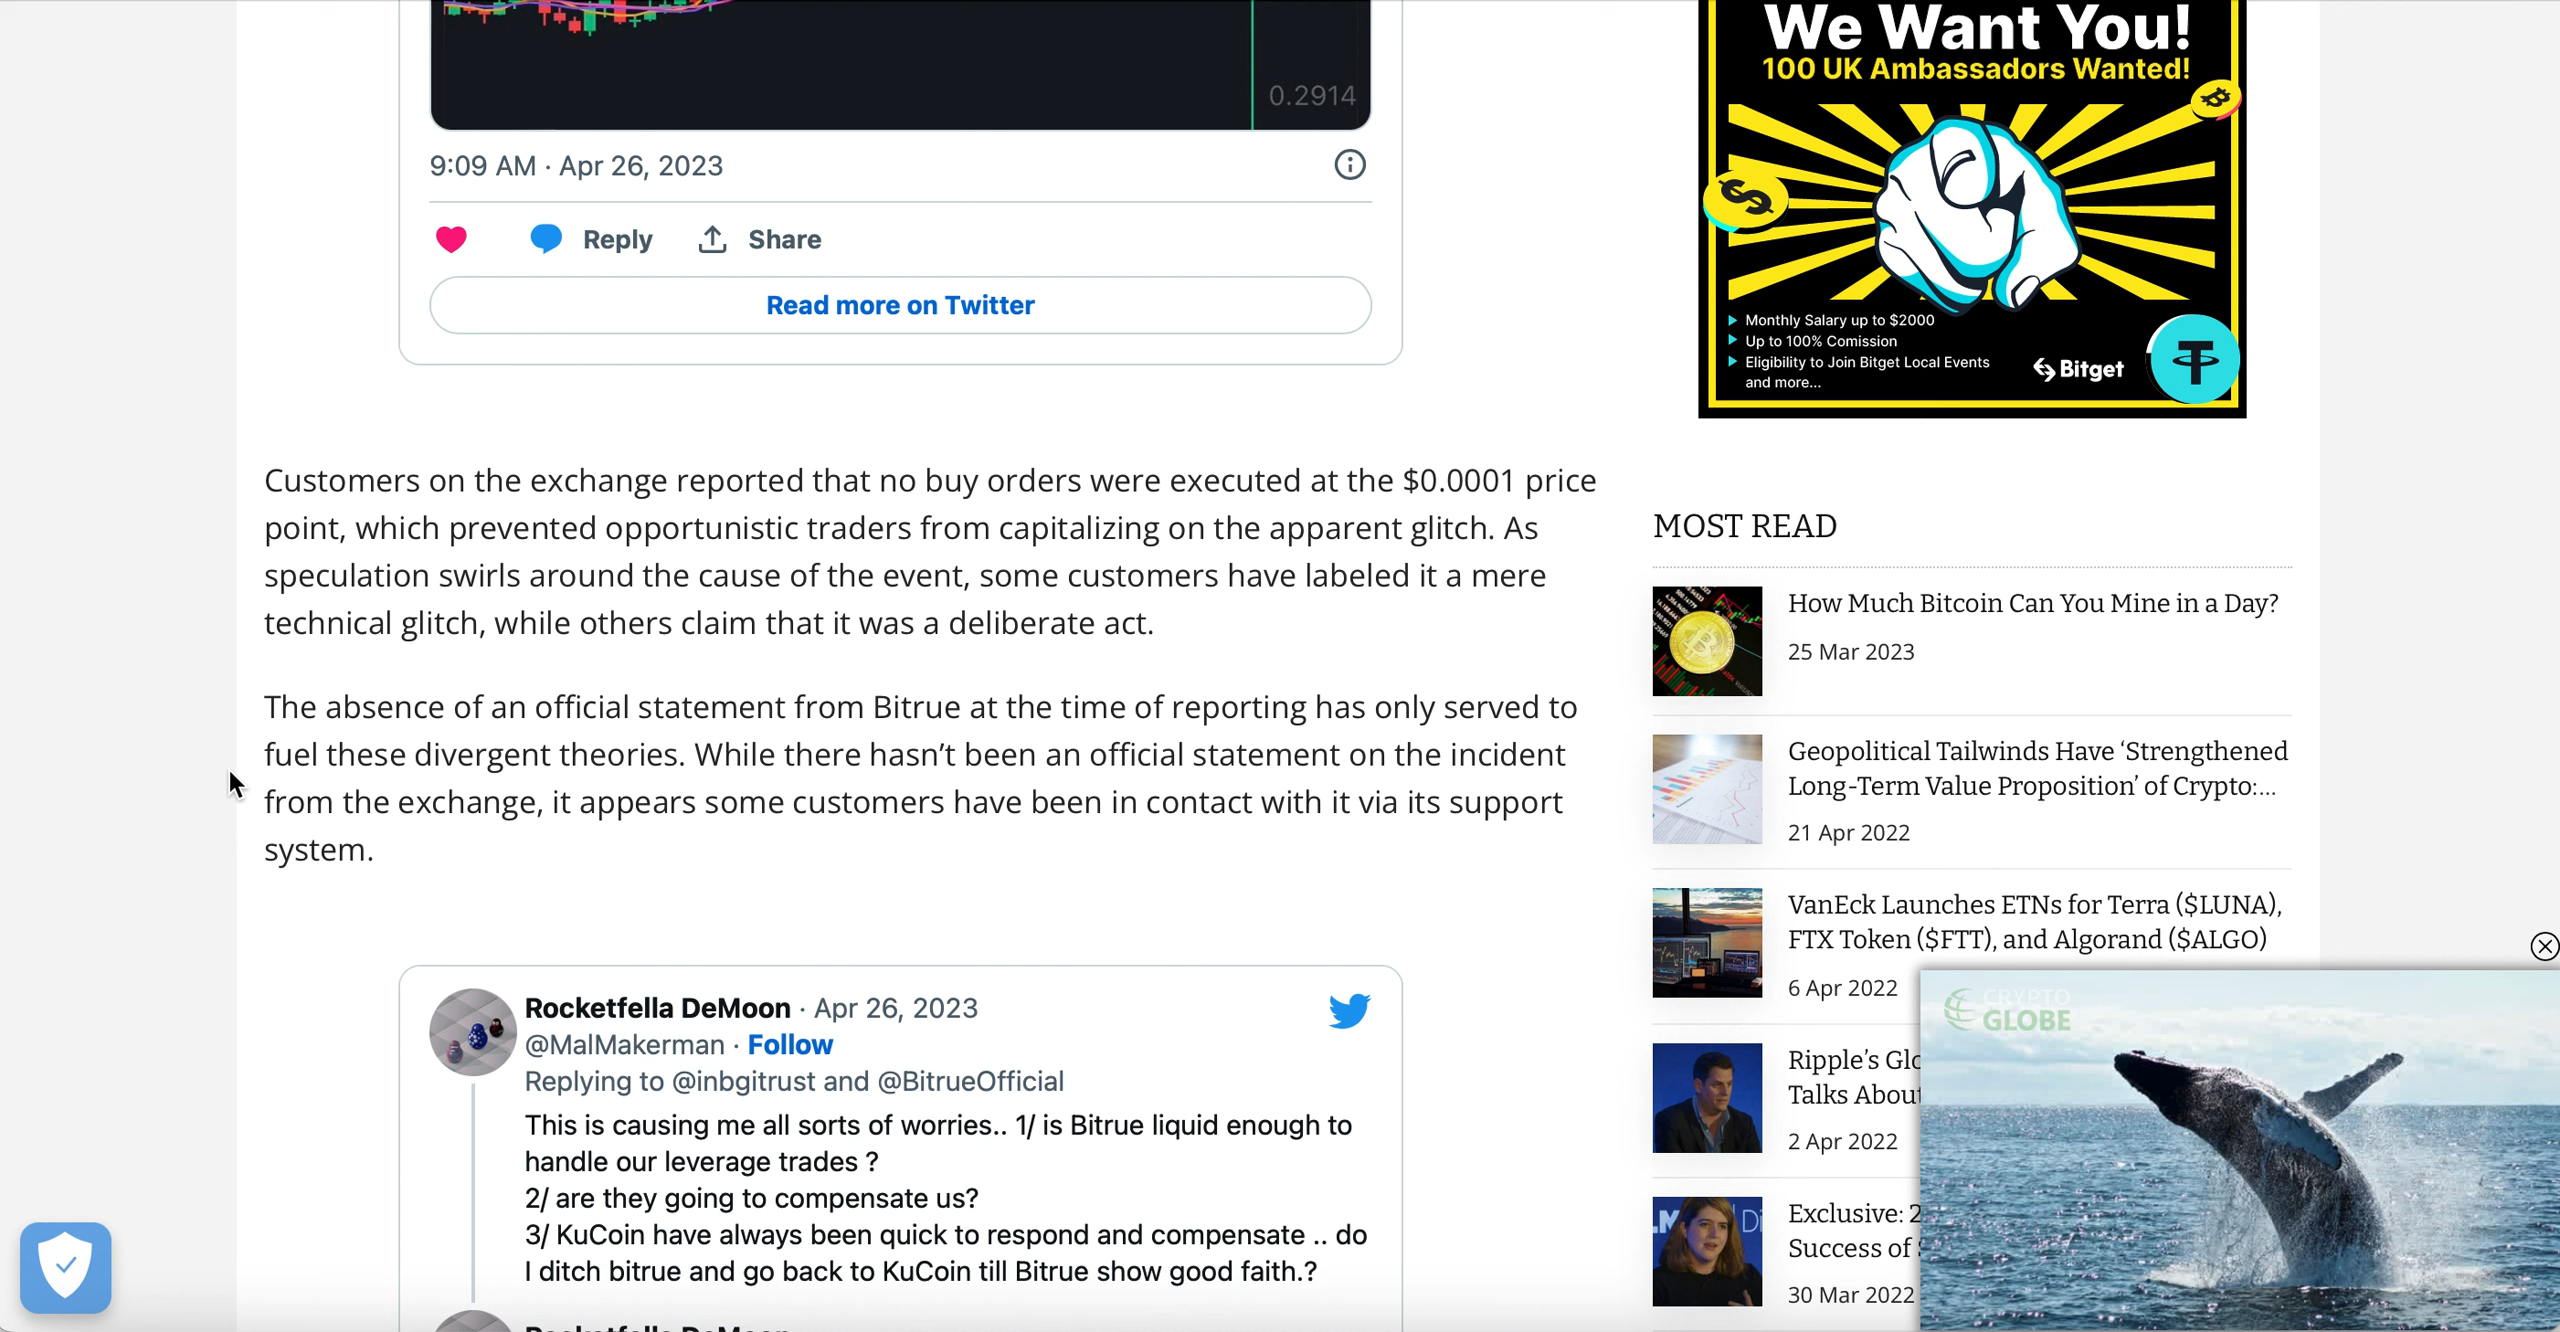 0.2914
9:09 AM · Apr 26, 2023
Reply
Share
Read more on Twitter
Customers on the exchange reported that no buy orders were executed at the $0.0001 price
point, which prevented opportunistic traders from capitalizing on the apparent glitch. As
speculation swirls around the cause of the event, some customers have labeled it a mere
technical glitch, while others claim that it was a deliberate act.
The absence of an official statement from Bitrue at the time of reporting has only served to
fuel these divergent theories. While there hasn’t been an official statement on the incident
from the exchange, it appears some customers have been in contact with it via its support
system.
Rocketfella DeMoon · Apr 26, 2023
@MalMakerman · Follow
Replying to @inbgitrust and @BitrueOfficial
This is causing me all sorts of worries.. 1/ is Bitrue liquid enough to
handle our leverage trades ?
2/ are they going to compensate us?
3/ KuCoin have always been quick to respond and compensate .. do
I ditch bitrue and go back to KuCoin till Bitrue show good faith.?
We Want You!
100 UK Ambassadors Wanted!
Monthly Salary up to $2000
Up to 100% Comission
Eligibility to Join Bitget Local Events
and more...
Bitget
MOST READ
How Much Bitcoin Can You Mine in a Day?
25 Mar 2023
Geopolitical Tailwinds Have ‘Strengthened
Long-Term Value Proposition’ of Crypto:...
21 Apr 2022
VanEck Launches ETNs for Terra ($LUNA),
FTX Token ($FTT), and Algorand ($ALGO)
6 Apr 2022
Ripple’s Glo
Talks About
2 Apr 2022
Exclusive: 2
Success of
30 Mar 2022
CRYPTO
GLOBE